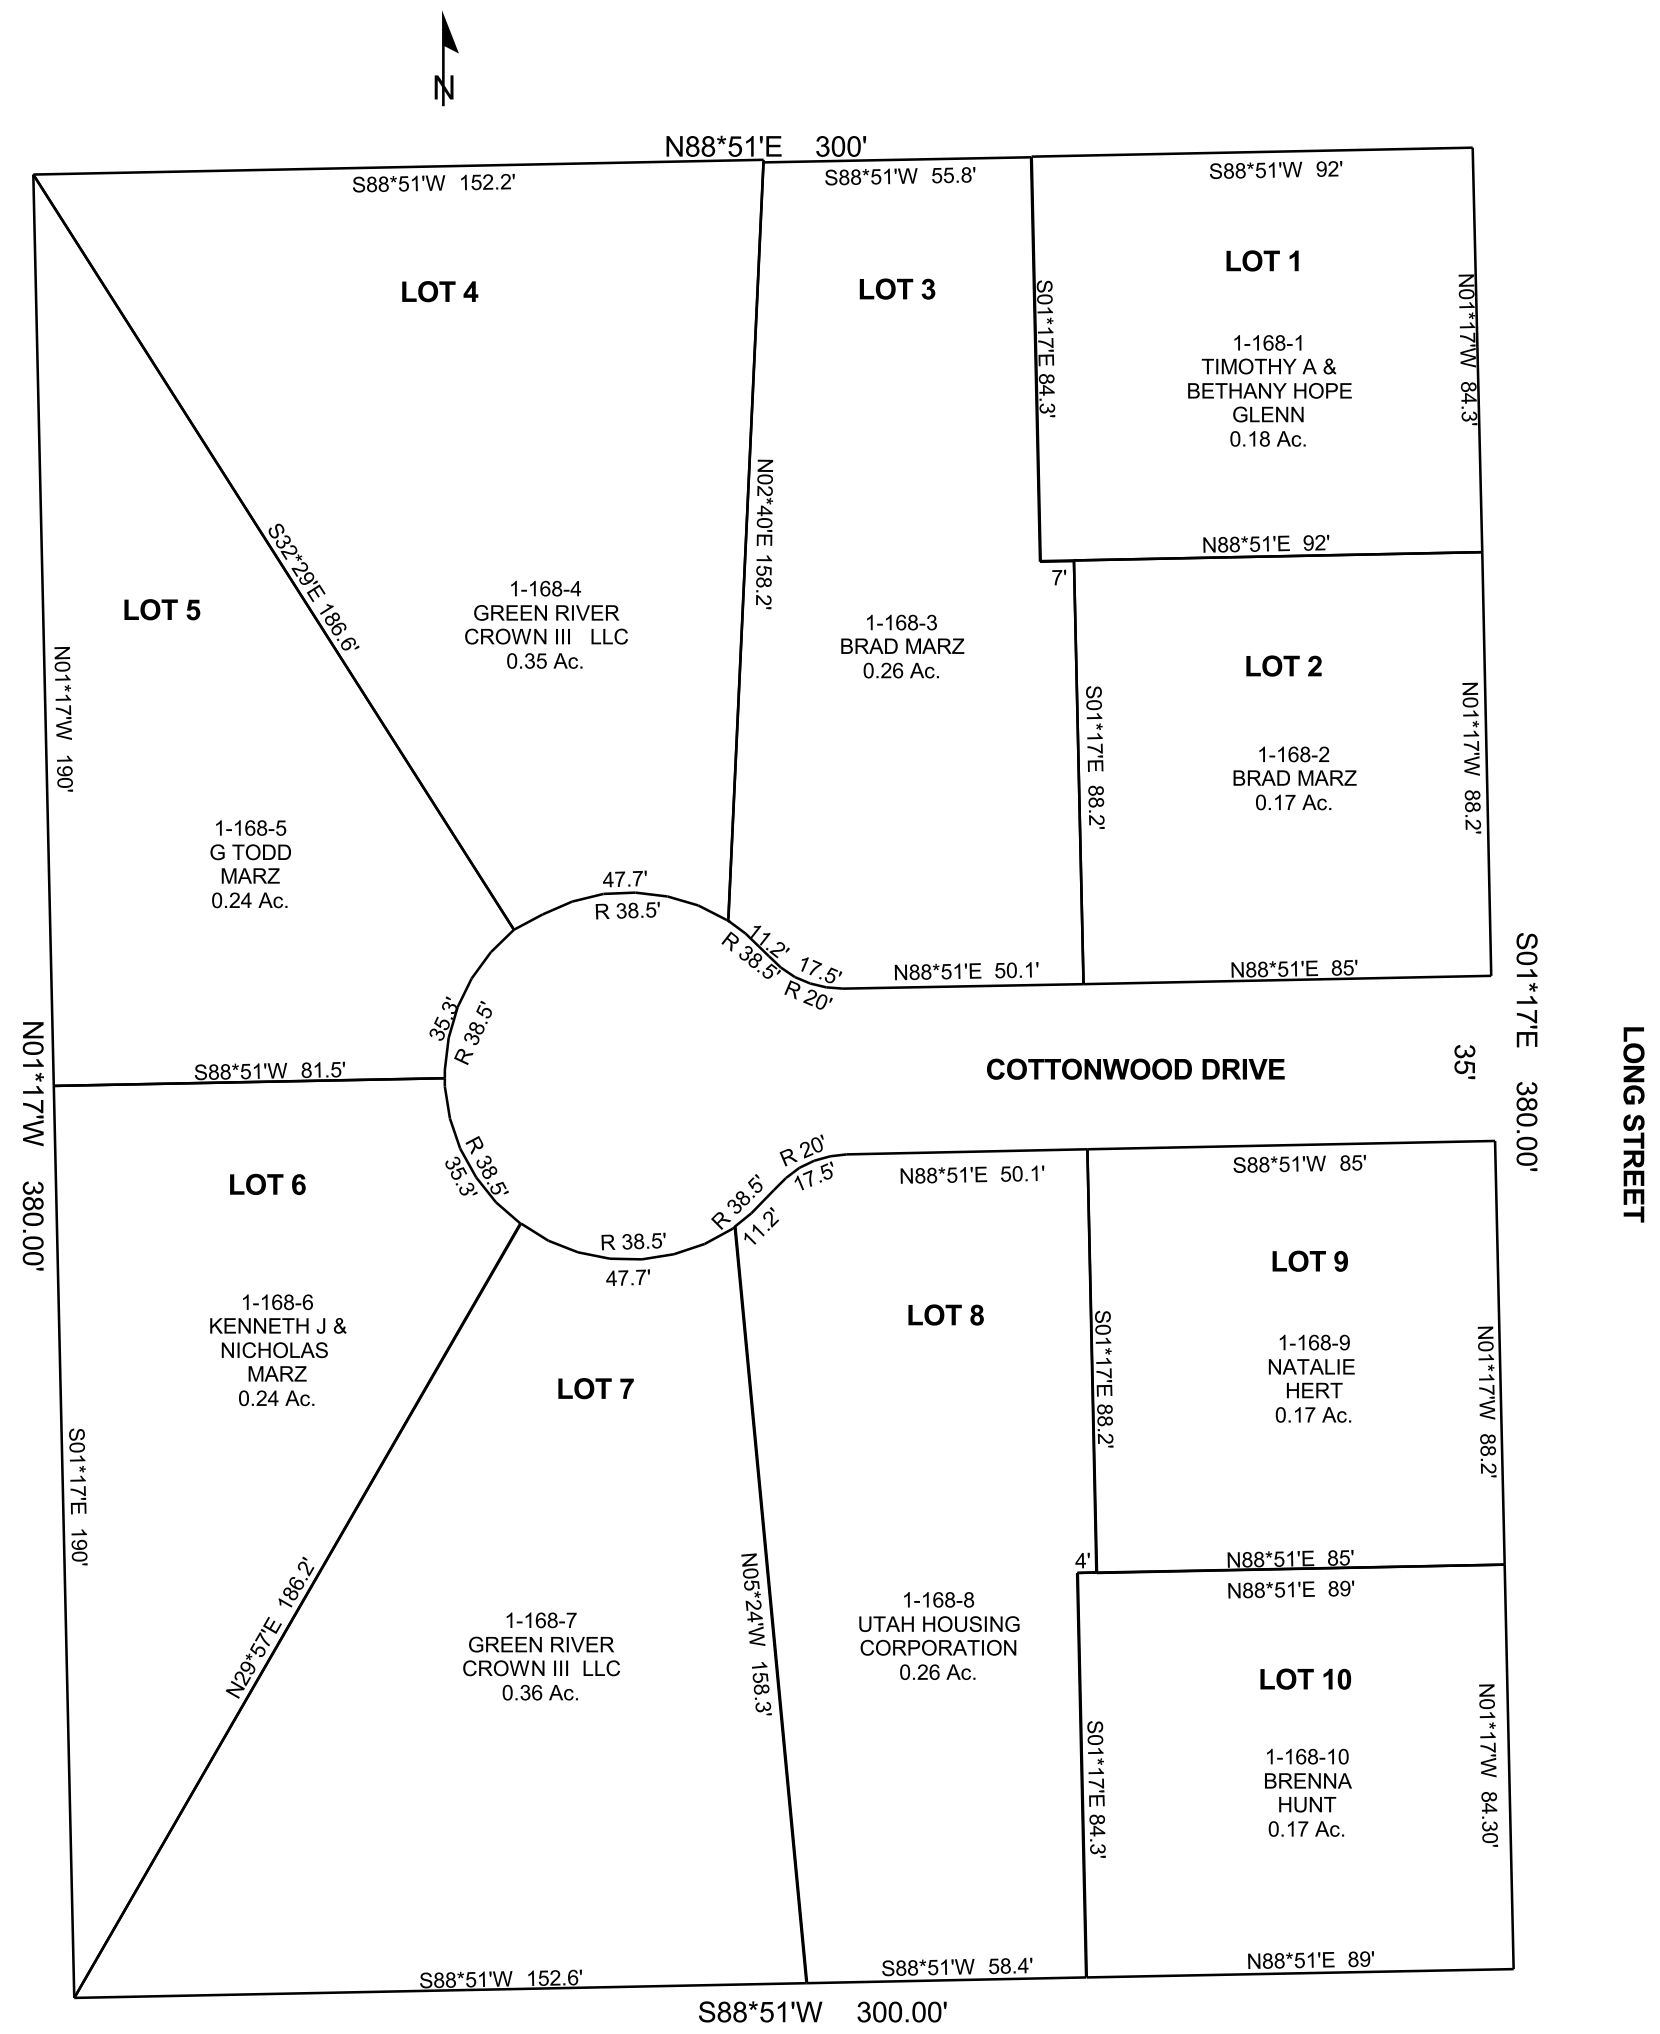 N
N88*51'E 300'
S88*51'W 152.2'
S88*51'W 55.8'
S88*51'W 92'
LOT 4
LOT 3
LOT 1
S01*17'E 84.3'
N01*17'W 84.3'
1-168-1
TIMOTHY A &
BETHANY HOPE
GLENN
0.18 Ac.
N88*51'E 92'
7'
S32*29'E 186.6'
N02*40'E 158.2'
LOT 5
1-168-4
GREEN RIVER
CROWN III LLC
0.35 Ac.
1-168-3
BRAD MARZ
0.26 Ac.
LOT 2
N01*17'W 190'
S01*17'E 88.2'
N01*17'W 88.2'
1-168-2
BRAD MARZ
0.17 Ac.
1-168-5
G TODD
MARZ
0.24 Ac.
47.7'
R 38.5'
11.2'
R 38.5'
17.5'
R 20'
N88*51'E 50.1'
N88*51'E 85'
35.3'
R 38.5'
S88*51'W 81.5'
COTTONWOOD DRIVE
35'
S01*17'E 380.00'
LONG STREET
N01*17'W 380.00'
R 38.5'
35.3'
R 20'
17.5'
R 38.5'
11.2'
N88*51'E 50.1'
S88*51'W 85'
LOT 6
R 38.5'
47.7'
LOT 9
LOT 8
1-168-6
KENNETH J &
NICHOLAS
MARZ
0.24 Ac.
LOT 7
S01*17'E 88.2'
1-168-9
NATALIE
HERT
0.17 Ac.
N01*17'W 88.2'
S01*17'E 190'
4'
N88*51'E 85'
N88*51'E 89'
N29*57'E 186.2'
N05*24'W 158.3'
1-168-7
GREEN RIVER
CROWN III LLC
0.36 Ac.
1-168-8
UTAH HOUSING
CORPORATION
0.26 Ac.
LOT 10
S01*17'E 84.3'
N01*17'W 84.30'
1-168-10
BRENNA
HUNT
0.17 Ac.
S88*51'W 152.6'
S88*51'W 58.4'
N88*51'E 89'
S88*51'W 300.00'